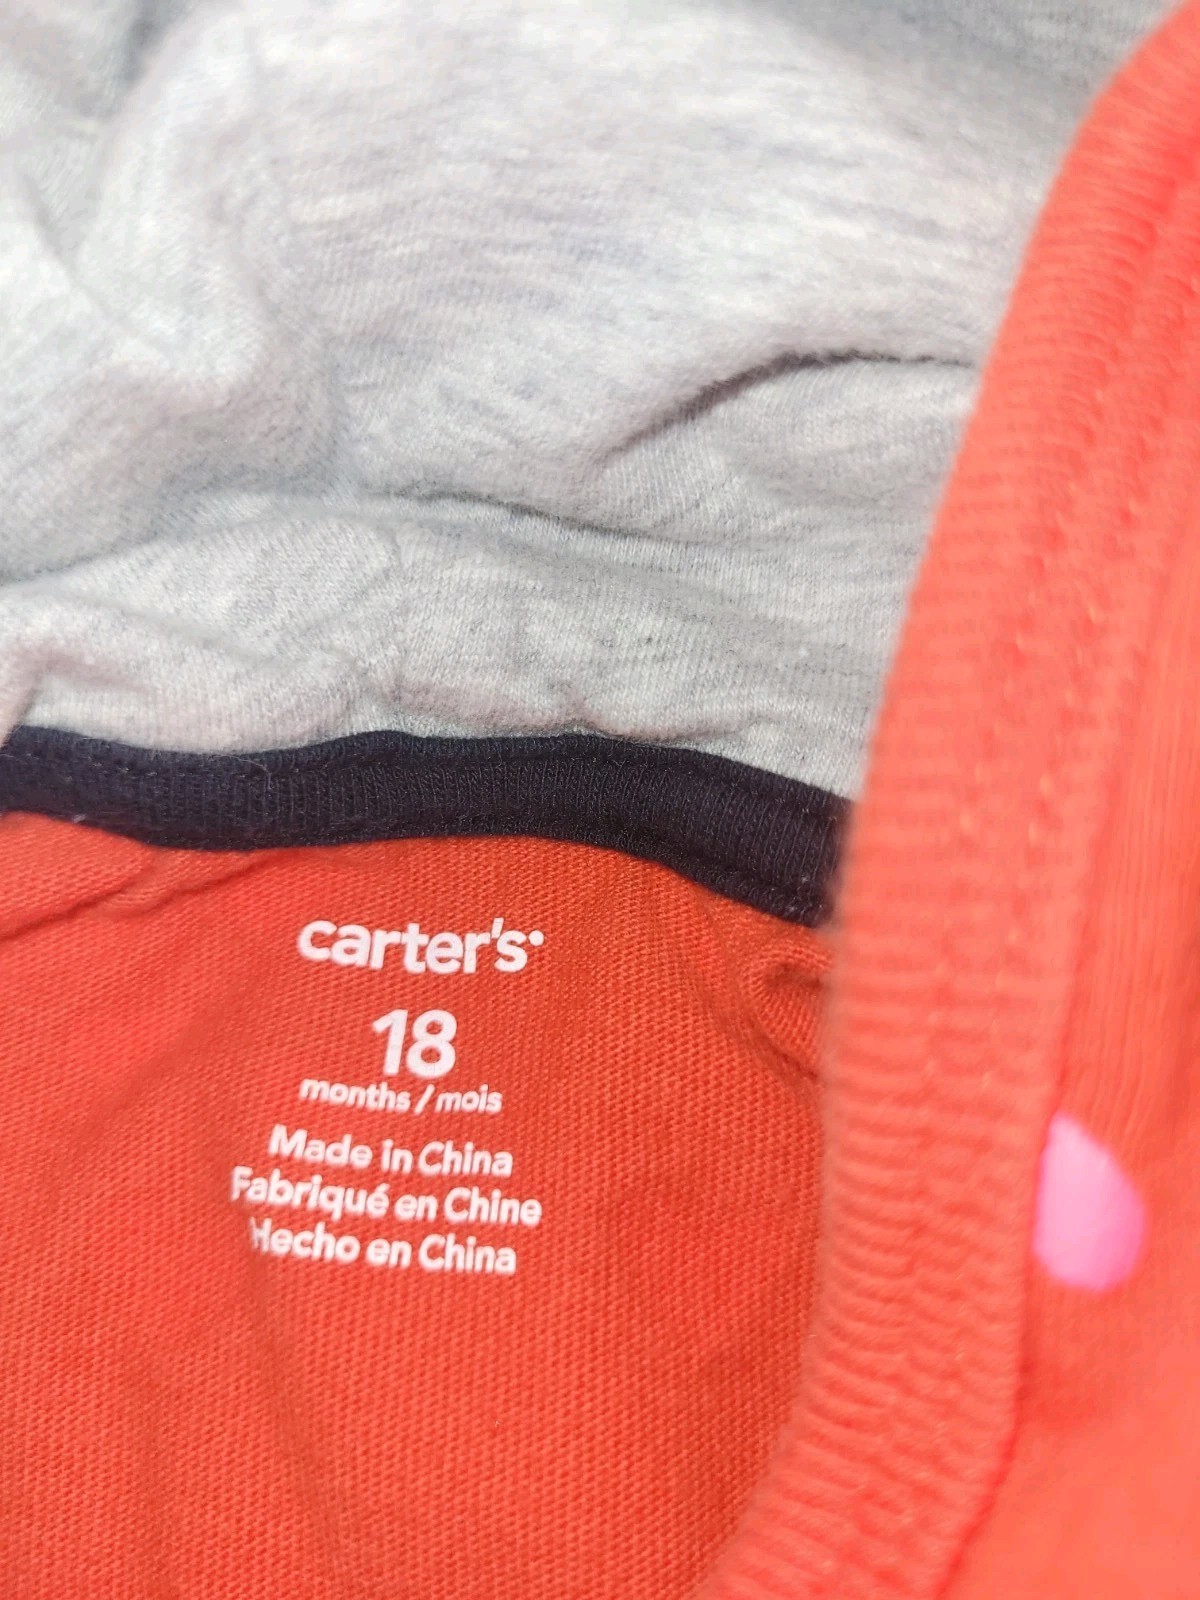 carter's
18
months / mois
Made in China
Fabriqué en Chine
Hecho en China